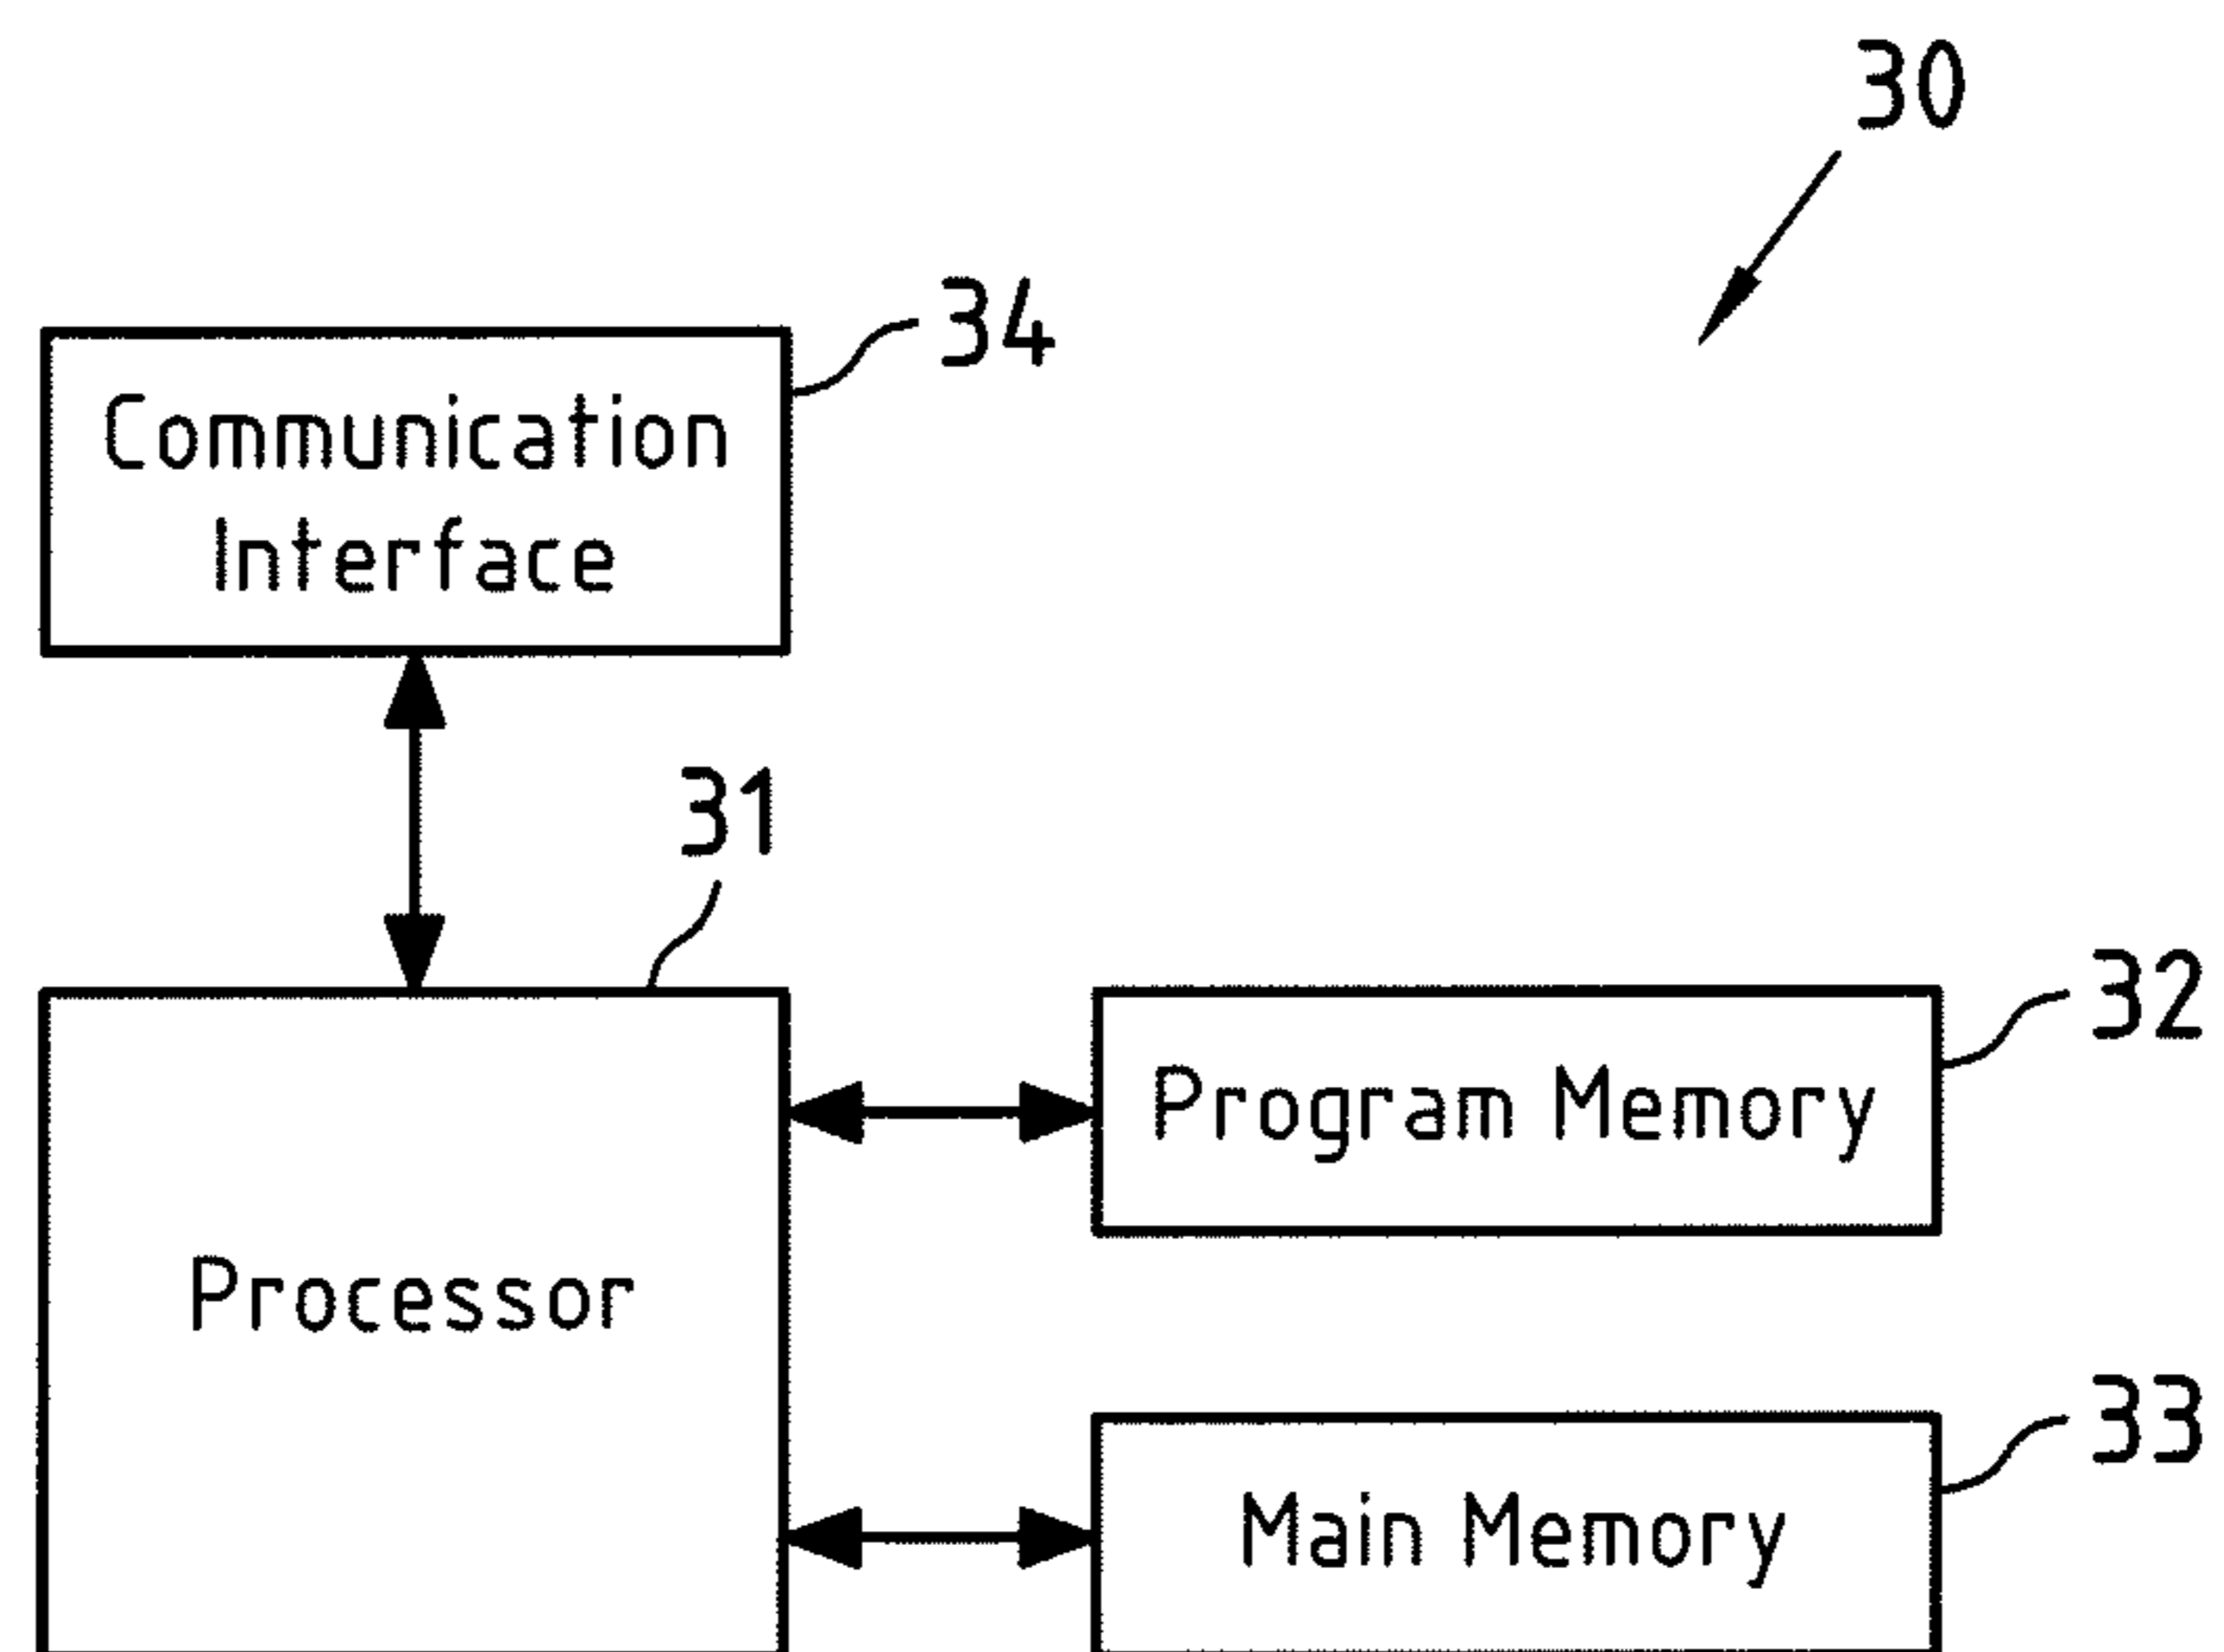 30
34
Communication
Interface
31
32
Program Memory
Processor
33
Main Memory